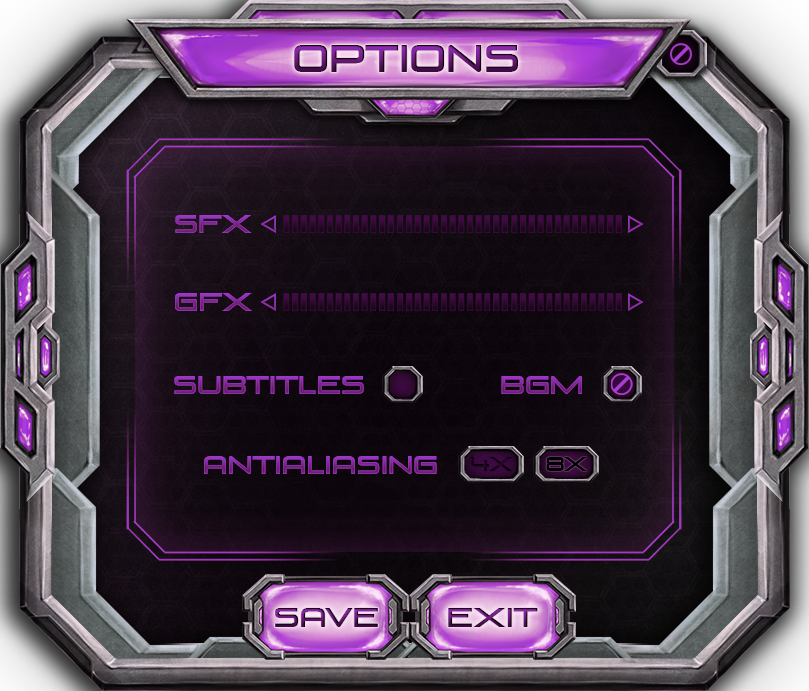 OPTIONS
SFX
GFX
SUBTITLES BGM
ANTIALIASING 4X 8X
SAVE EXIT